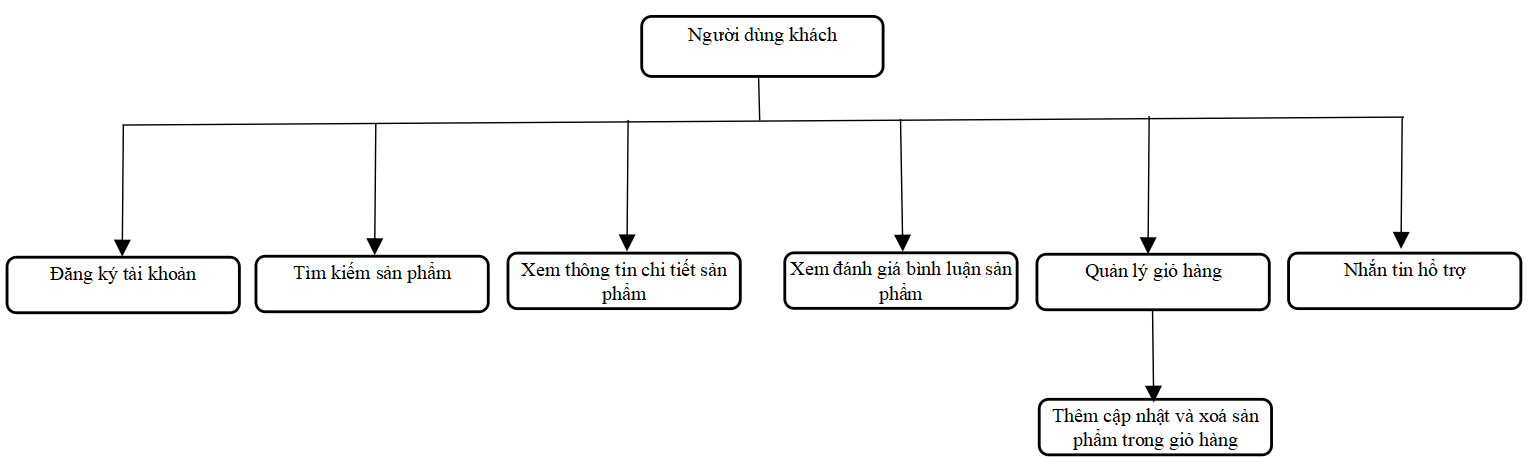 Người dùng khách
Đăng ký tài khoản
Tìm kiếm sản phẩm
Xem thông tin chi tiết sản
phẩm
Xem đánh giá bình luận sản
phẩm
Quản lý giỏ hàng
Nhắn tin hổ trợ
Thêm cập nhật và xoá sản
phẩm trong giỏ hàng